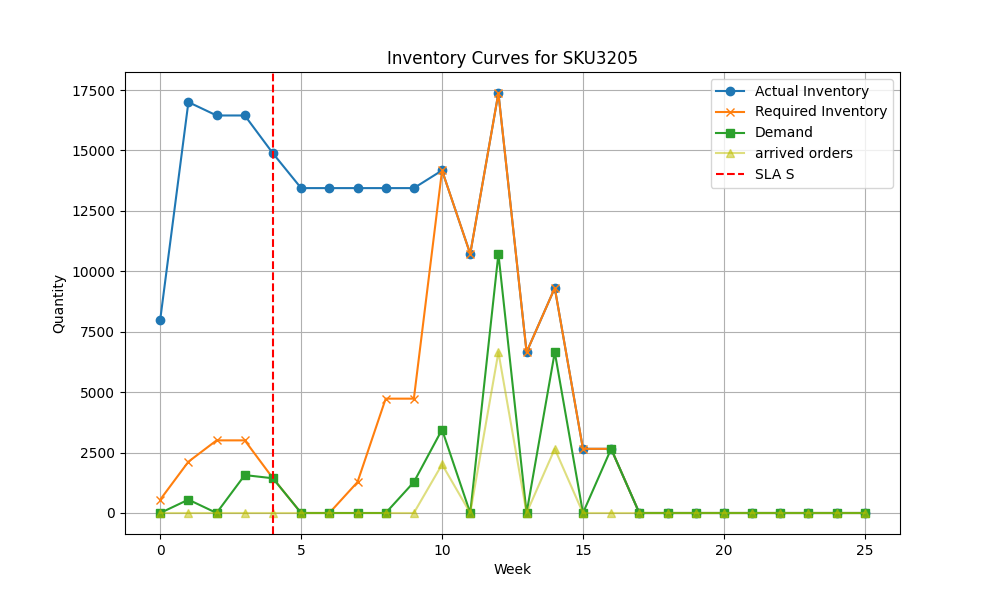 Inventory Curves for SKU3205
Actual Inventory
Required Inventory
Demand
arrived orders
SLA S
Quantity
17500
15000
12500
10000
7500
5000
2500
0
0 5 10 15 20 25
Week